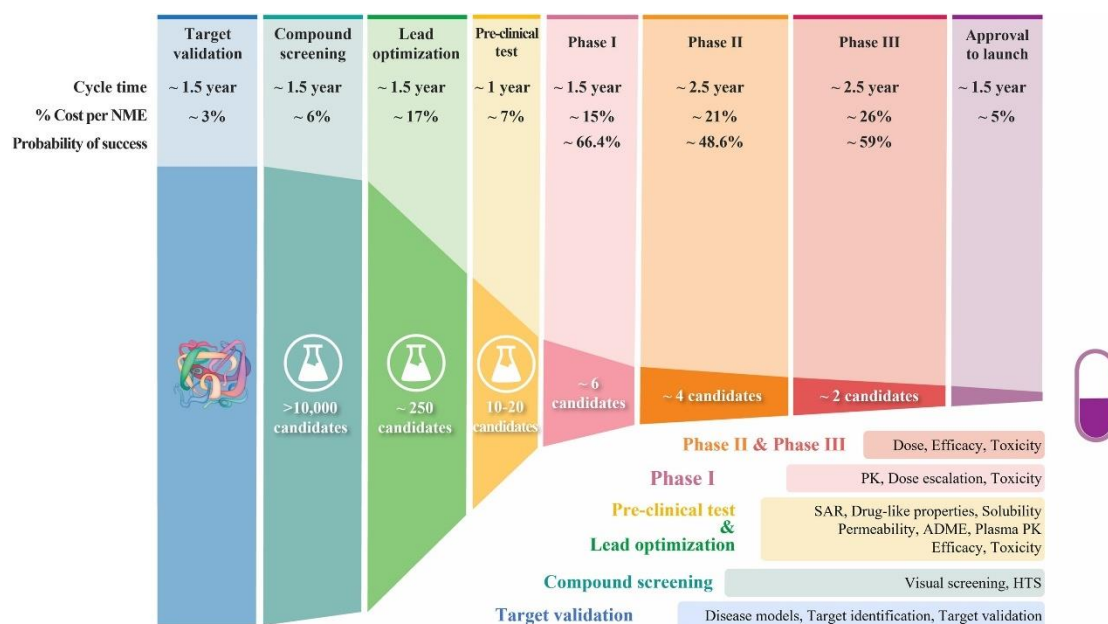 Target validation
Compound screening
Lead optimization
Pre-clinical test
Phase I
Phase II
Phase III
Approval to launch
Cycle time ~ 1.5 year ~ 1.5 year ~ 1.5 year ~ 1 year ~ 1.5 year ~ 2.5 year ~ 2.5 year ~ 1.5 year
% Cost per NME ~ 3% ~ 6% ~ 17% ~ 7% ~ 15% ~ 21% ~ 26% ~ 5%
Probability of success ~ 66.4% ~ 48.6% ~ 59%
>10,000
candidates
~ 250
candidates
10-20
candidates
~ 6
candidates
~ 4 candidates
~ 2 candidates
Phase II & Phase III
Dose, Efficacy, Toxicity
Phase I
PK, Dose escalation, Toxicity
Pre-clinical test
&
Lead optimization
SAR, Drug-like properties, Solubility
Permeability, ADME, Plasma PK
Efficacy, Toxicity
Compound screening
Visual screening, HTS
Target validation
Disease models, Target identification, Target validation